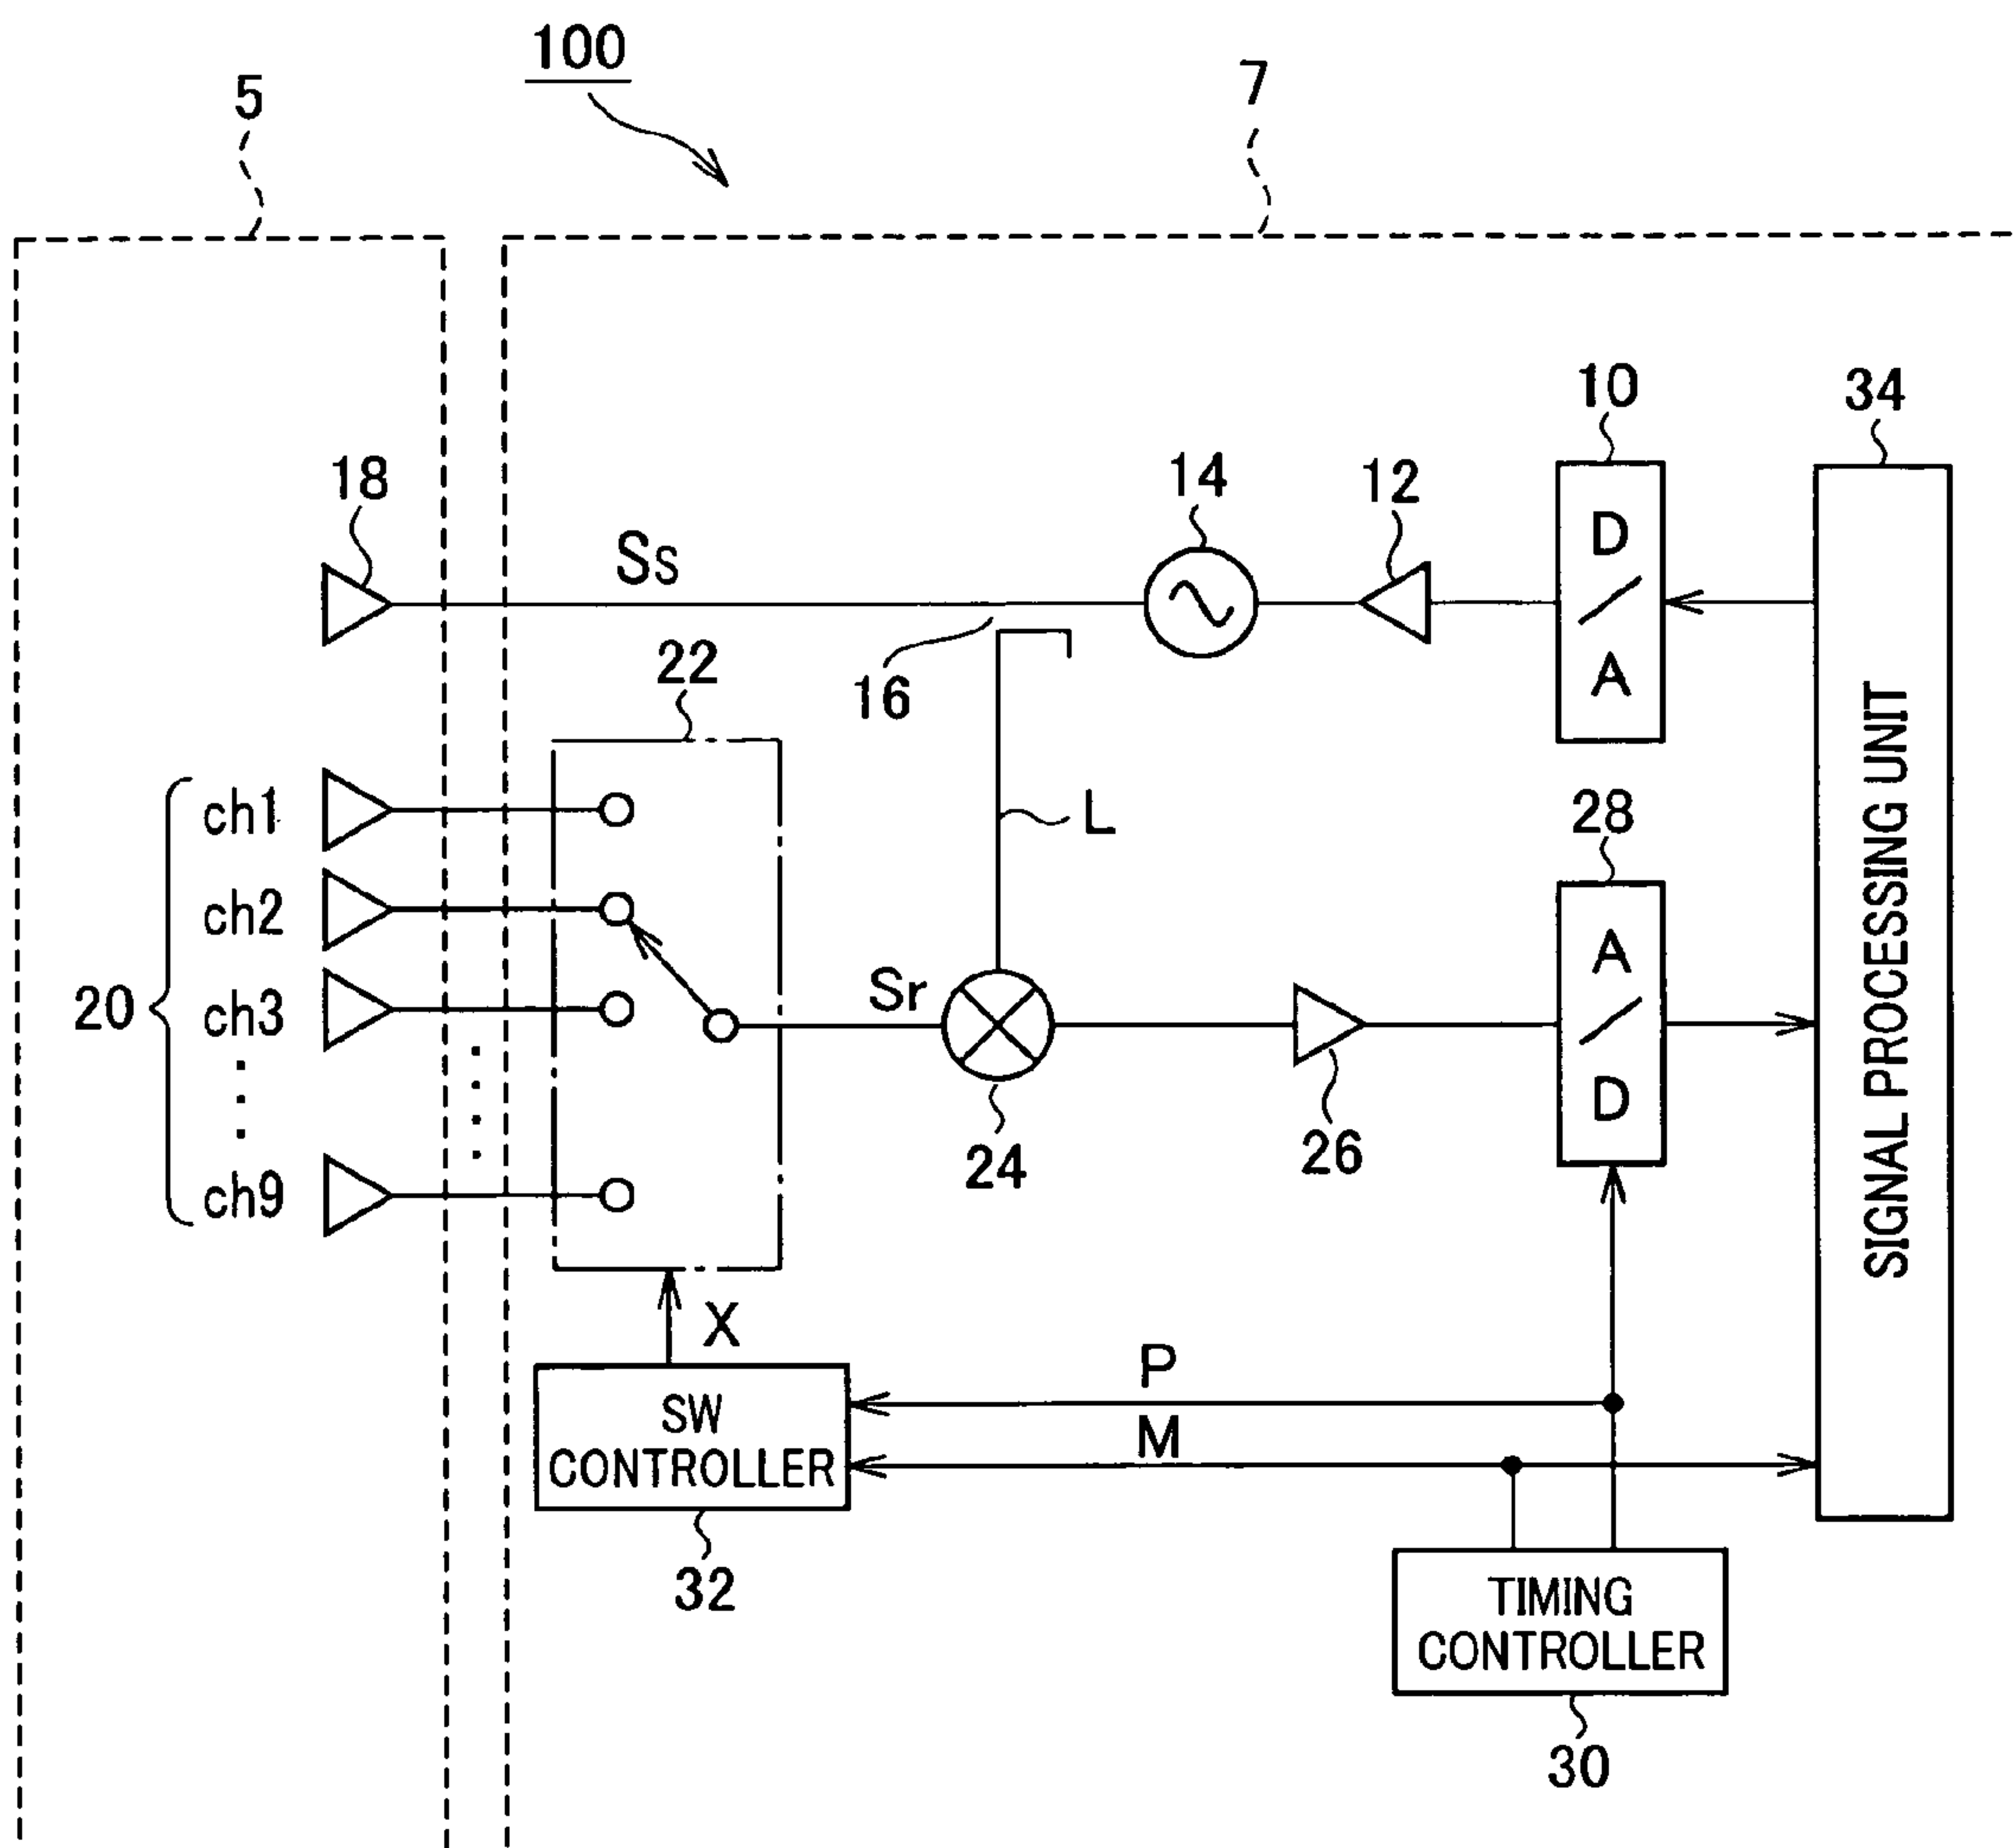 100
5
7
10
34
18
14
12
Ss
D
A
22
16
SIGNAL PROCESSING UNIT
ch1
L
28
ch2
A
D
20
ch3
Sr
ch9
24
26
X
P
SW
CONTROLLER
M
32
TIMING
CONTROLLER
30